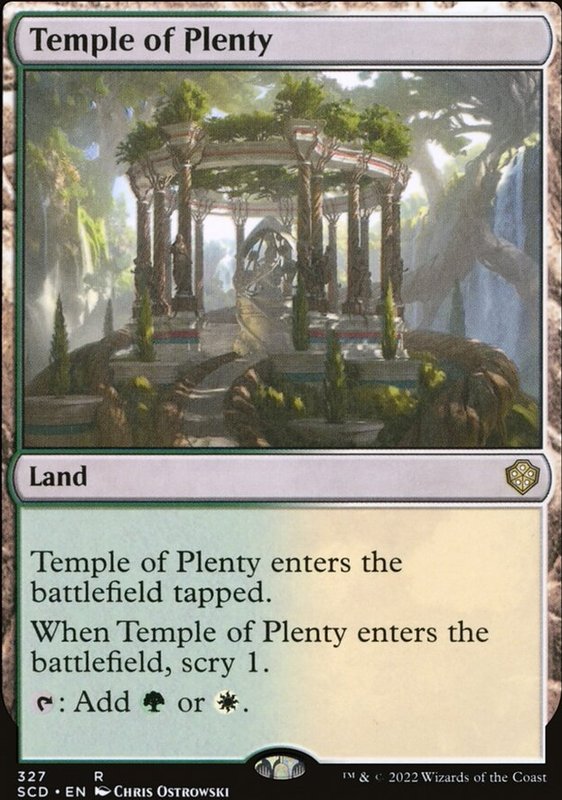 Temple of Plenty
Land
Temple of Plenty enters the
battlefield tapped.
When Temple of Plenty enters the
battlefield, scry 1.
: Add or .
327 R
SCD • EN Chris Ostrowski
™ & © 2022 Wizards of the Coast